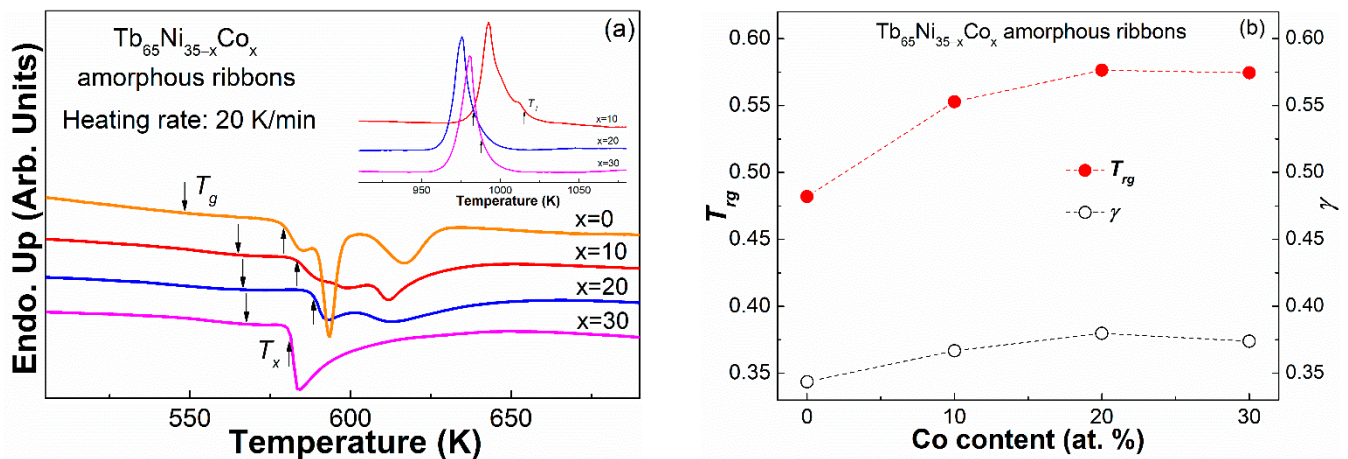 (a)
Tb65Ni35-xCox
amorphous ribbons
Heating rate: 20 K/min
Tl
x=10
x=20
x=30
950 1000 1050
Temperature (K)
Tg
x=0
x=10
x=20
x=30
Tx
Endo. Up (Arb. Units)
550 600 650
Temperature (K)
Tb65Ni35-xCox amorphous ribbons (b)
0.60 0.60
0.55 0.55
0.50 0.50
0.45 0.45
0.40 0.40
0.35 0.35
Trg
γ
Trg
γ
0 10 20 30
Co content (at. %)